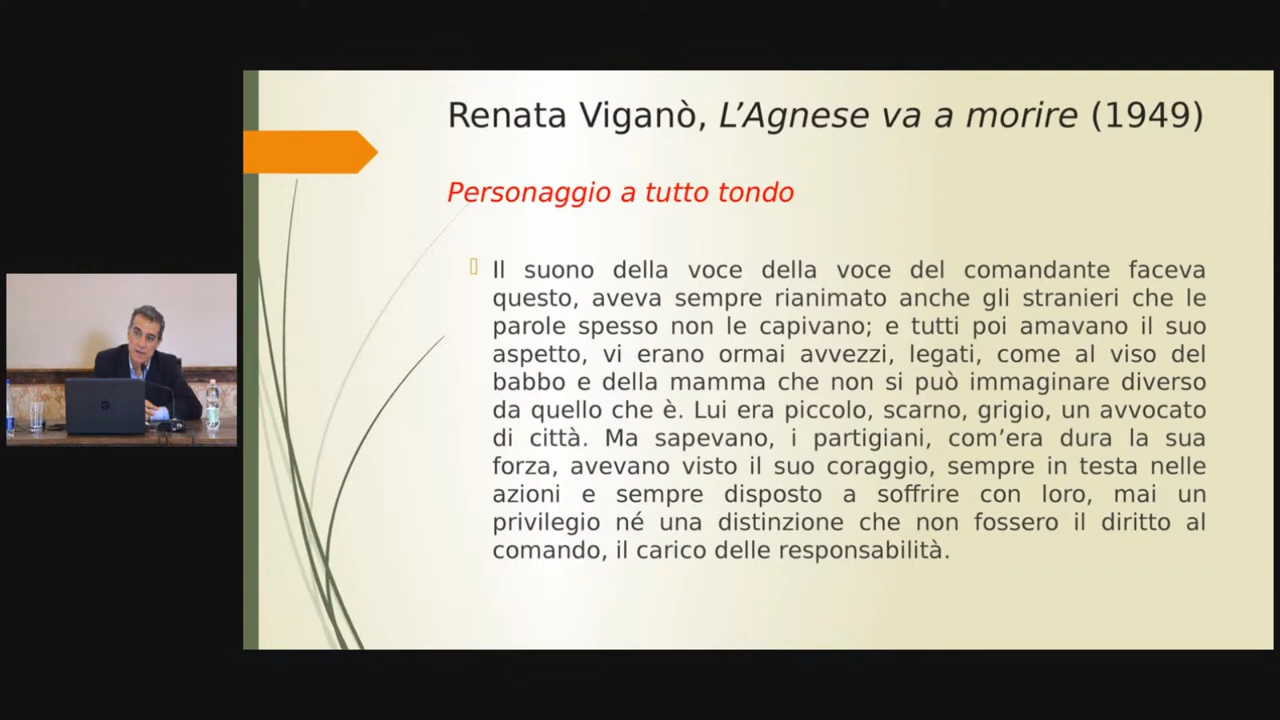 Renata Viganò, L’Agnese va a morire (1949)
Personaggio a tutto tondo
Il suono della voce della voce del comandante faceva
questo, aveva sempre rianimato anche gli stranieri che le
parole spesso non le capivano; e tutti poi amavano il suo
aspetto, vi erano ormai avvezzi, legati, come al viso del
babbo e della mamma che non si può immaginare diverso
da quello che è. Lui era piccolo, scarno, grigio, un avvocato
di città. Ma sapevano, i partigiani, com’era dura la sua
forza, avevano visto il suo coraggio, sempre in testa nelle
azioni e sempre disposto a soffrire con loro, mai un
privilegio né una distinzione che non fossero il diritto al
comando, il carico delle responsabilità.